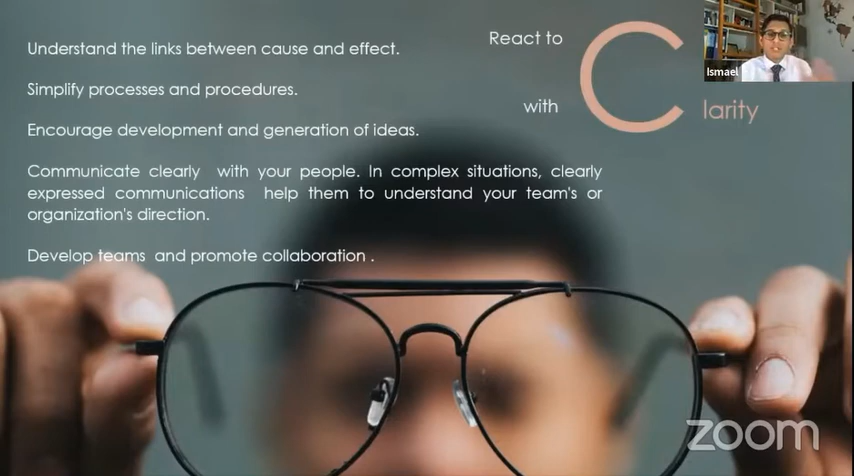 Understand the links between cause and effect.
Simplify processes and procedures.
Encourage development and generation of ideas.
Communicate clearly with your people. In complex situations, clearly
expressed communications help them to understand your team's or
organization's direction.
Develop teams and promote collaboration .
React to
with
C larity
Ismael
zoom